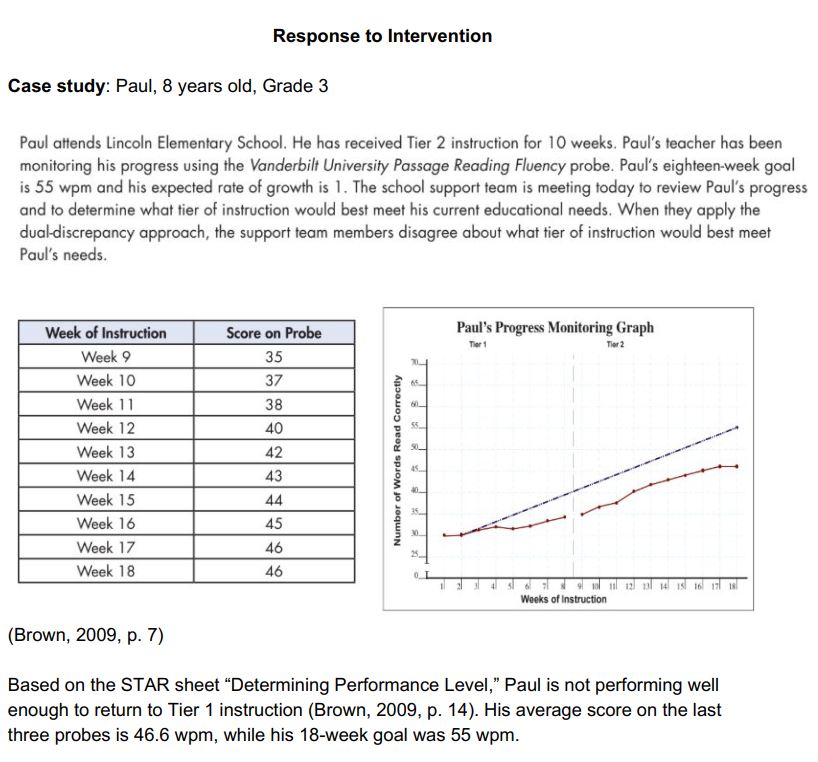 Response to Intervention
Case study: Paul, 8 years old, Grade 3
Paul attends Lincoln Elementary School. He has received Tier 2 instruction for 10 weeks. Paul's teacher has been
monitoring his progress using the Vanderbilt University Passage Reading Fluency probe. Paul's eighteen-week goal
is 55 wpm and his expected rate of growth is 1. The school support team is meeting today to review Paul's progress
and to determine what tier of instruction would best meet his current educational needs. When they apply the
dual-discrepancy approach, the support team members disagree about what tier of instruction would best meet
Paul's needs.
Week of Instruction Score on Probe
Week 9 35
Week 10 37
Week 11 38
Week 12 40
Week 13 42
Week 14 43
Week 15 44
Week 16 45
Week 17 46
Week 18 46
Paul's Progress Monitoring Graph
Tier 1 Tier 2
Number of Words Read Correctly
70
65
60
55
50
45
40
35
30
25
0
1 2 3 4 5 6 7 8 9 10 11 12 13 14 15 16 17 18
Weeks of Instruction
(Brown, 2009, p. 7)
Based on the STAR sheet “Determining Performance Level,” Paul is not performing well
enough to return to Tier 1 instruction (Brown, 2009, p. 14). His average score on the last
three probes is 46.6 wpm, while his 18-week goal was 55 wpm.